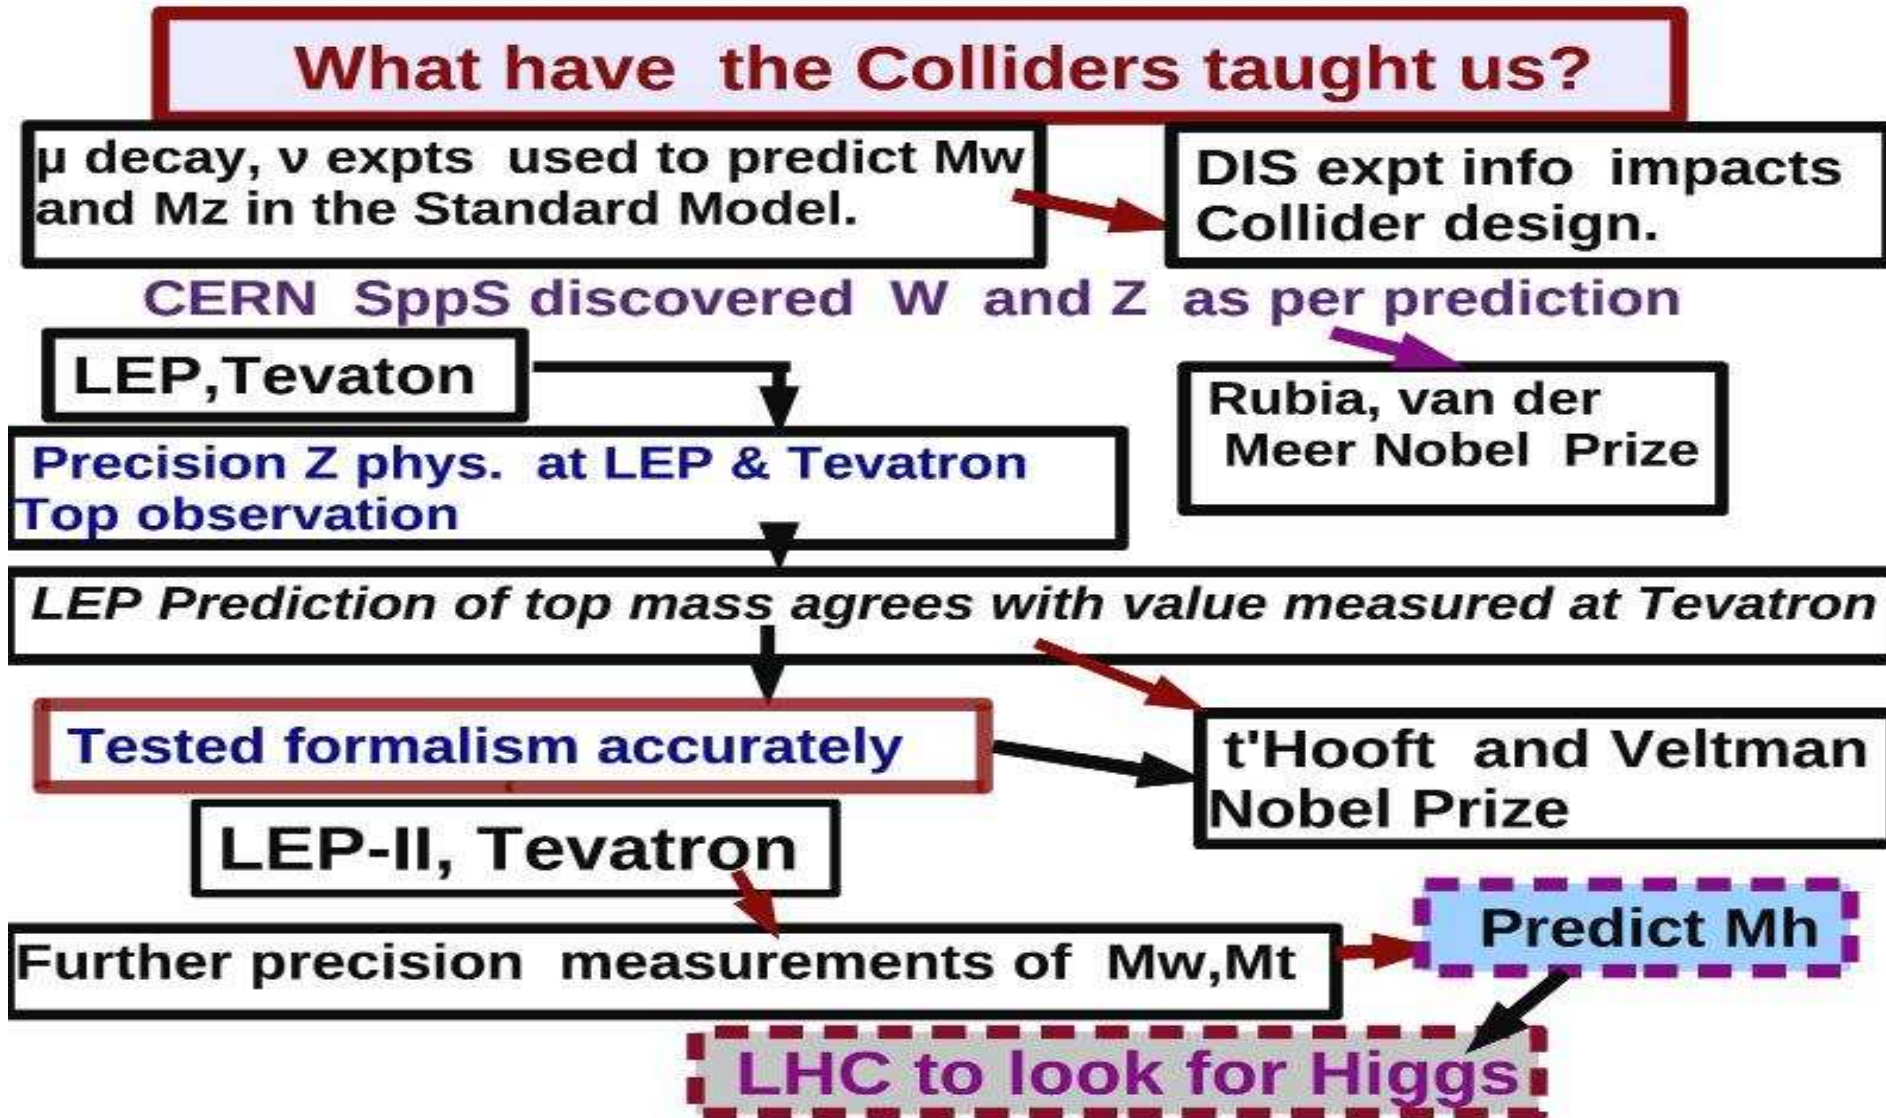 What have the Colliders taught us?
μ decay, ν expts used to predict Mw
and Mz in the Standard Model.
DIS expt info impacts
Collider design.
CERN SppS discovered W and Z as per prediction
LEP,Tevaton
Rubia, van der
Meer Nobel Prize
Precision Z phys. at LEP & Tevatron
Top observation
LEP Prediction of top mass agrees with value measured at Tevatron
Tested formalism accurately
t'Hooft and Veltman
Nobel Prize
LEP-II, Tevatron
Further precision measurements of Mw,Mt
Predict Mh
LHC to look for Higgs